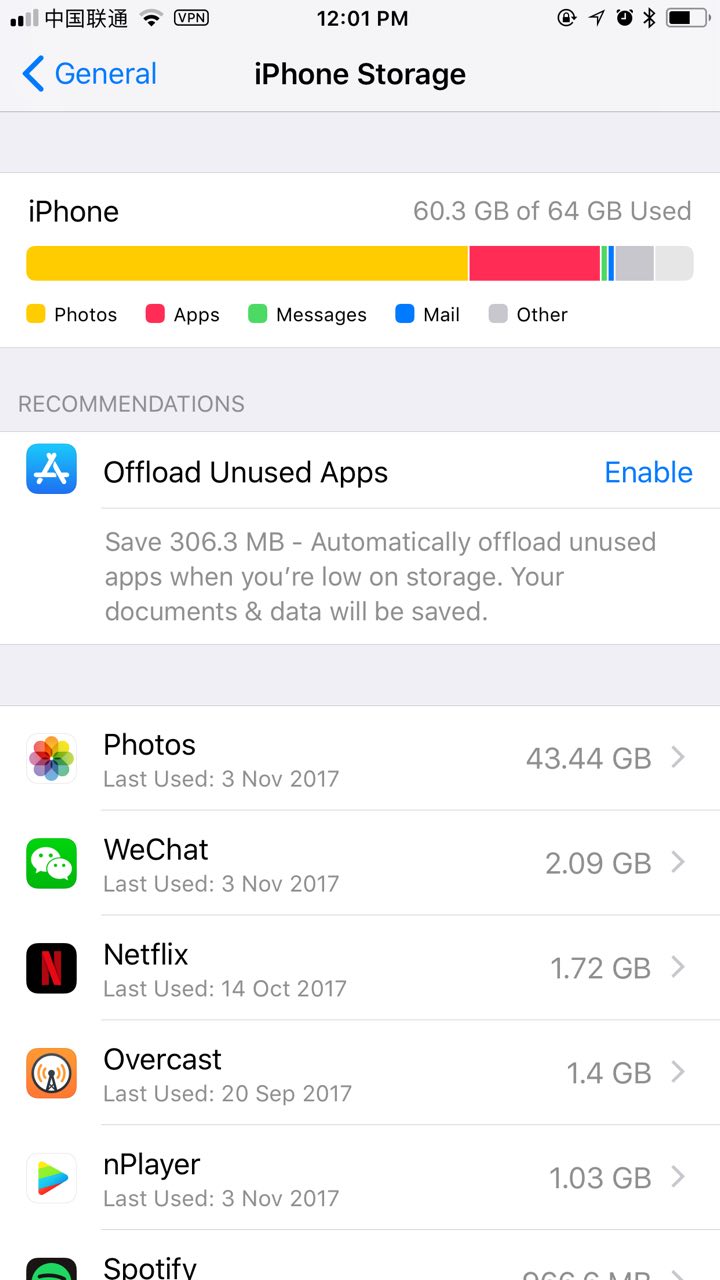 中国联通 VPN 12:01 PM
General iPhone Storage
iPhone 60.3 GB of 64 GB Used
Photos Apps Messages Mail Other
RECOMMENDATIONS
Offload Unused Apps Enable
Save 306.3 MB - Automatically offload unused
apps when you’re low on storage. Your
documents & data will be saved.
Photos 43.44 GB
Last Used: 3 Nov 2017
WeChat 2.09 GB
Last Used: 3 Nov 2017
N Netflix 1.72 GB
Last Used: 14 Oct 2017
Overcast 1.4 GB
Last Used: 20 Sep 2017
nPlayer 1.03 GB
Last Used: 3 Nov 2017
Spotify 966.6 MB